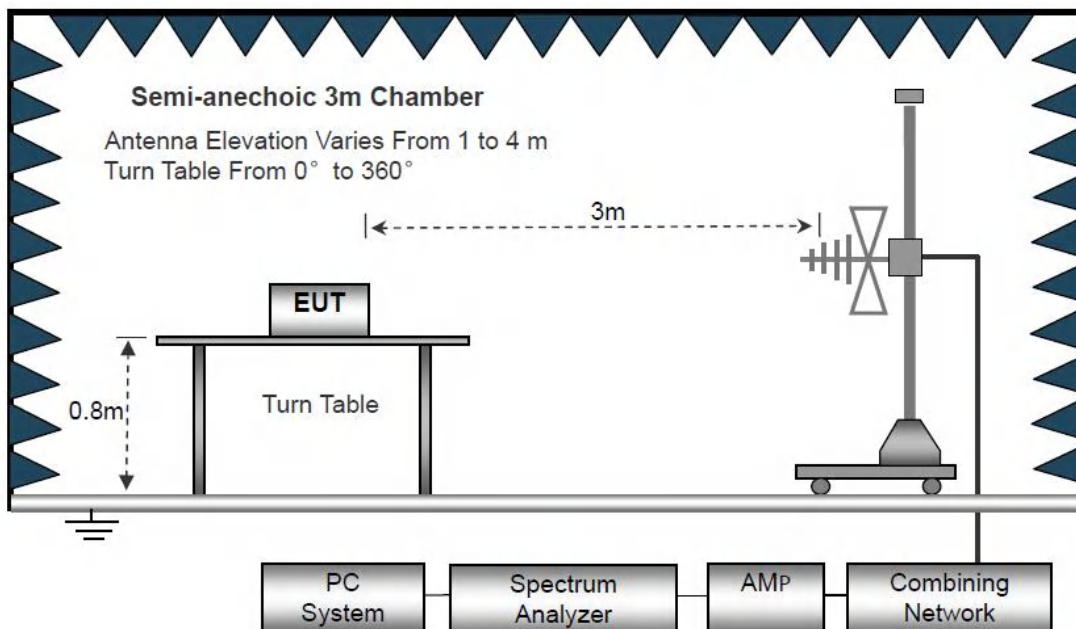 Semi-anechoic 3m Chamber
Antenna Elevation Varies From 1 to 4 m
Turn Table From 0° to 360°
3m
EUT
0.8m
Turn Table
PC
System
Spectrum
Analyzer
AMP
Combining
Network